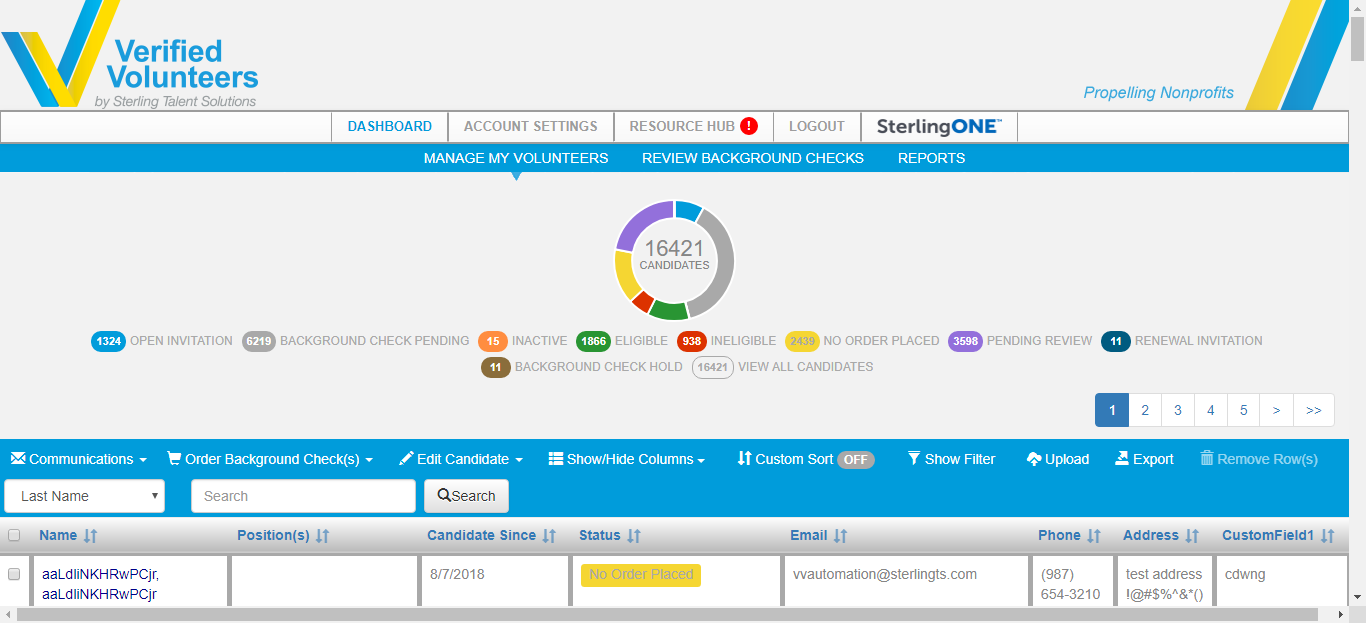 Verified
Volunteers
by Sterling Talent Solutions
Propelling Nonprofits
DASHBOARD ACCOUNT SETTINGS RESOURCE HUB ! LOGOUT SterlingONE™
MANAGE MY VOLUNTEERS REVIEW BACKGROUND CHECKS REPORTS
16421
CANDIDATES
1324 OPEN INVITATION 6219 BACKGROUND CHECK PENDING 15 INACTIVE 1866 ELIGIBLE 938 INELIGIBLE 2439 NO ORDER PLACED 3598 PENDING REVIEW 11 RENEWAL INVITATION
11 BACKGROUND CHECK HOLD 16421 VIEW ALL CANDIDATES
1 2 3 4 5 > >>
Communications Order Background Check(s) Edit Candidate Show/Hide Columns Custom Sort OFF Show Filter Upload Export Remove Row(s)
Last Name Search Search
Name Position(s) Candidate Since Status Email Phone Address CustomField1
aaLdliNKHRwPCjr, 8/7/2018 No Order Placed vvautomation@sterlingts.com (987) test address cdwng
aaLdliNKHRwPCjr 654-3210 !@#$%^&*()